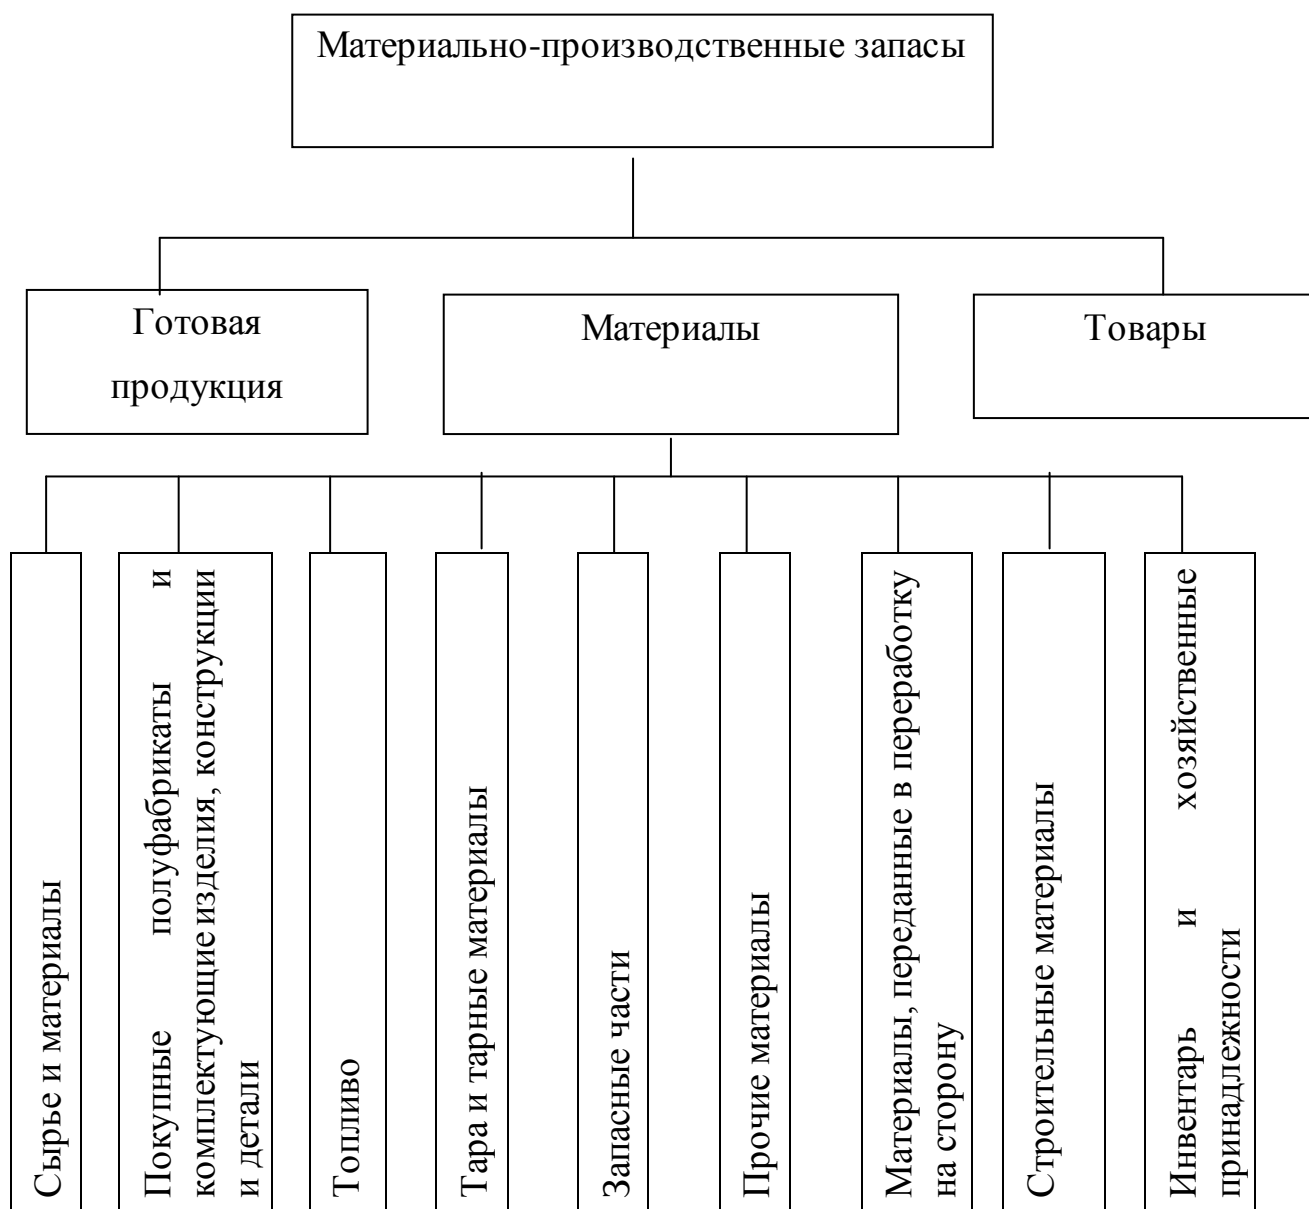 Материально-производственные запасы
Готовая
продукция
Материалы
Товары
Сырье и материалы
Покупные полуфабрикаты и
комплектующие изделия, конструкции
и детали
Топливо
Тара и тарные материалы
Запасные части
Прочие материалы
Материалы, переданные в переработку
на сторону
Строительные материалы
Инвентарь и хозяйственные
принадлежности